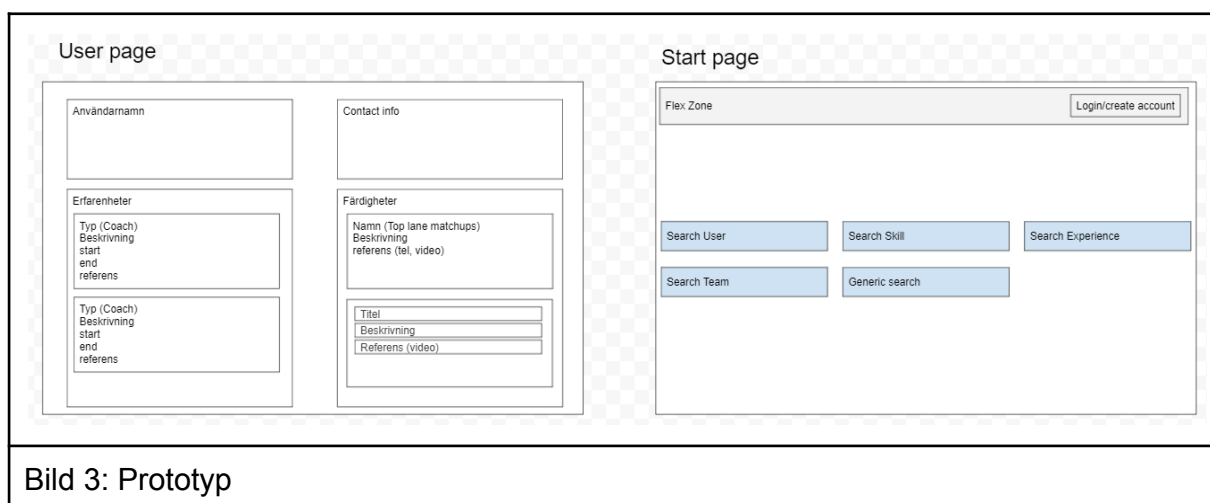 User page
Användarnamn
Contact info
Erfarenheter
Typ (Coach)
Beskrivning
start
end
referens
Typ (Coach)
Beskrivning
start
end
referens
Färdigheter
Namn (Top lane matchups)
Beskrivning
referens (tel, video)
Titel
Beskrivning
Referens (video)
Start page
Flex Zone
Login/create account
Search User
Search Skill
Search Experience
Search Team
Generic search
Bild 3: Prototyp